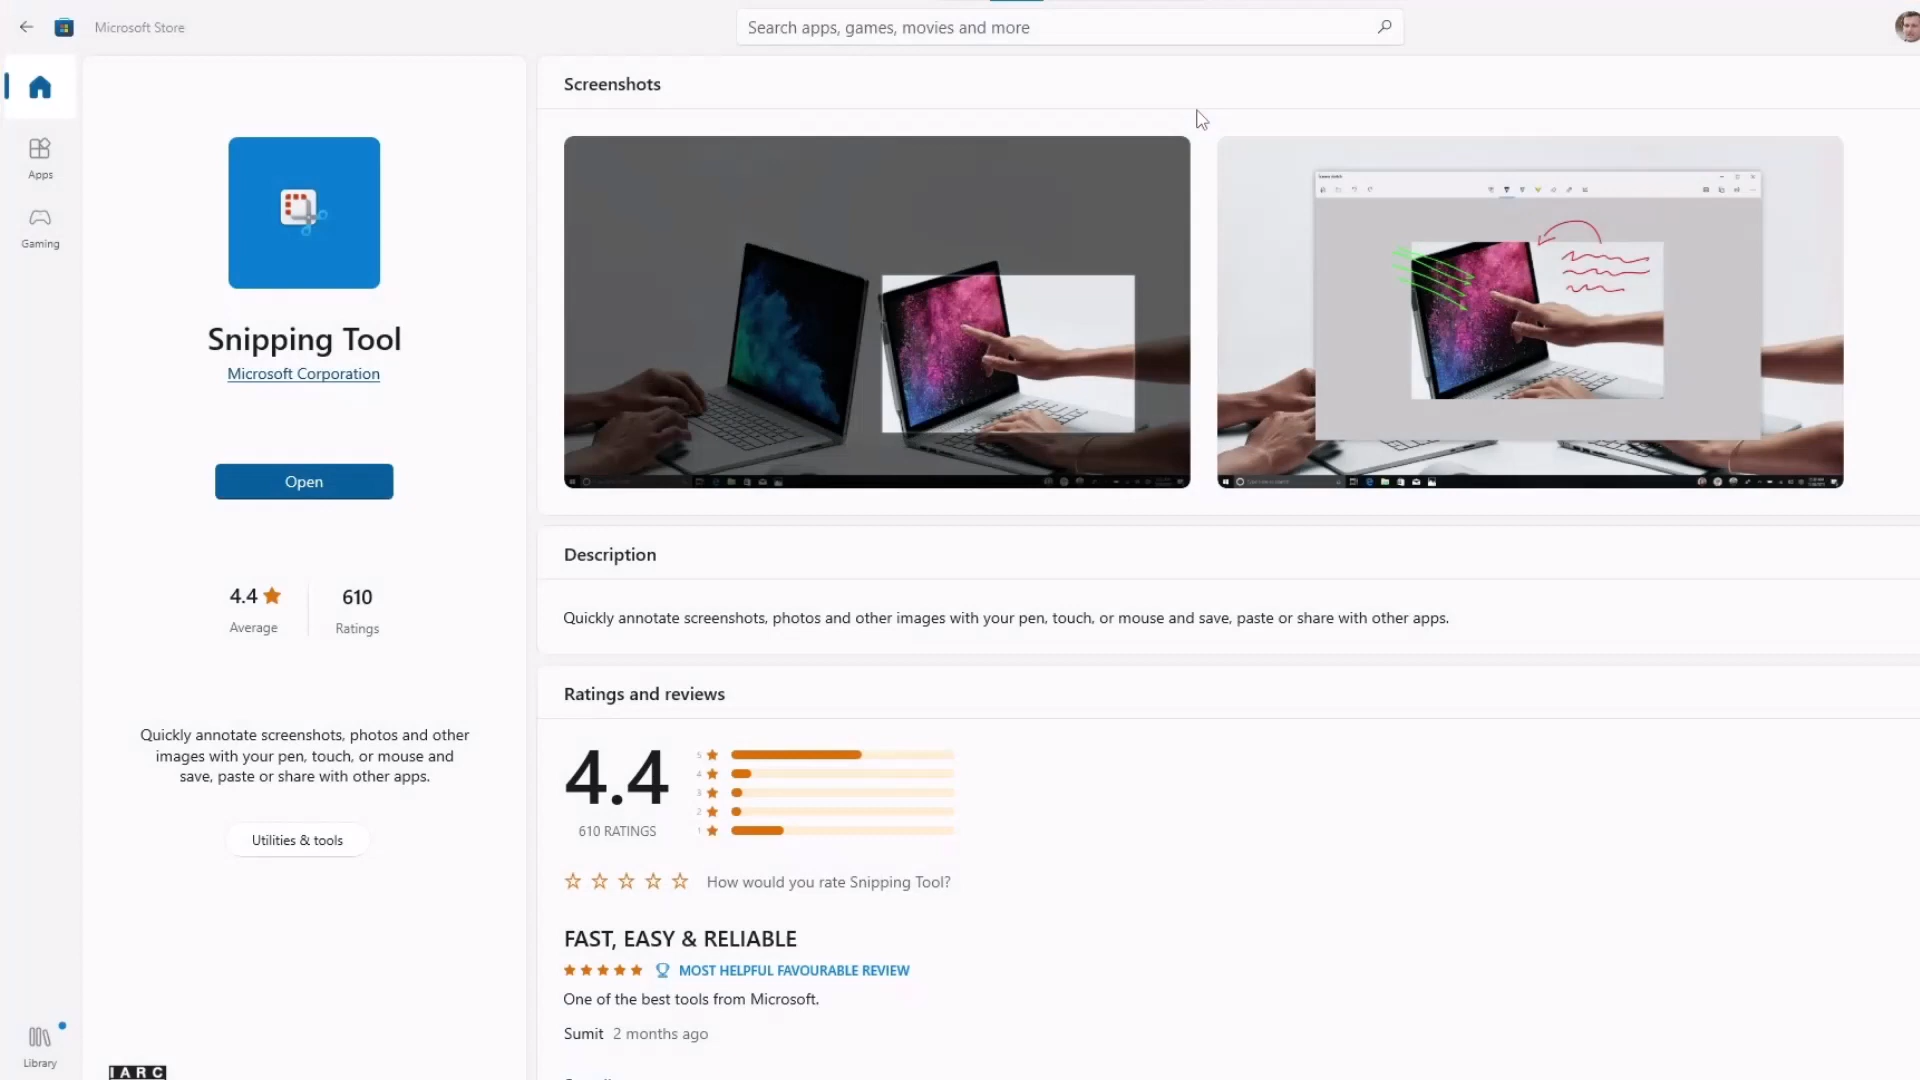 Microsoft Store
Search apps, games, movies and more
Apps
Gaming
Library
Snipping Tool
Microsoft Corporation
Open
4.4
Average
610
Ratings
Quickly annotate screenshots, photos and other
images with your pen, touch, or mouse and
save, paste or share with other apps.
Utilities & tools
IARC
Screenshots
Description
Quickly annotate screenshots, photos and other images with your pen, touch, or mouse and save, paste or share with other apps.
Ratings and reviews
4.4
610 RATINGS
5
4
3
2
1
How would you rate Snipping Tool?
FAST, EASY & RELIABLE
MOST HELPFUL FAVOURABLE REVIEW
One of the best tools from Microsoft.
Sumit 2 months ago